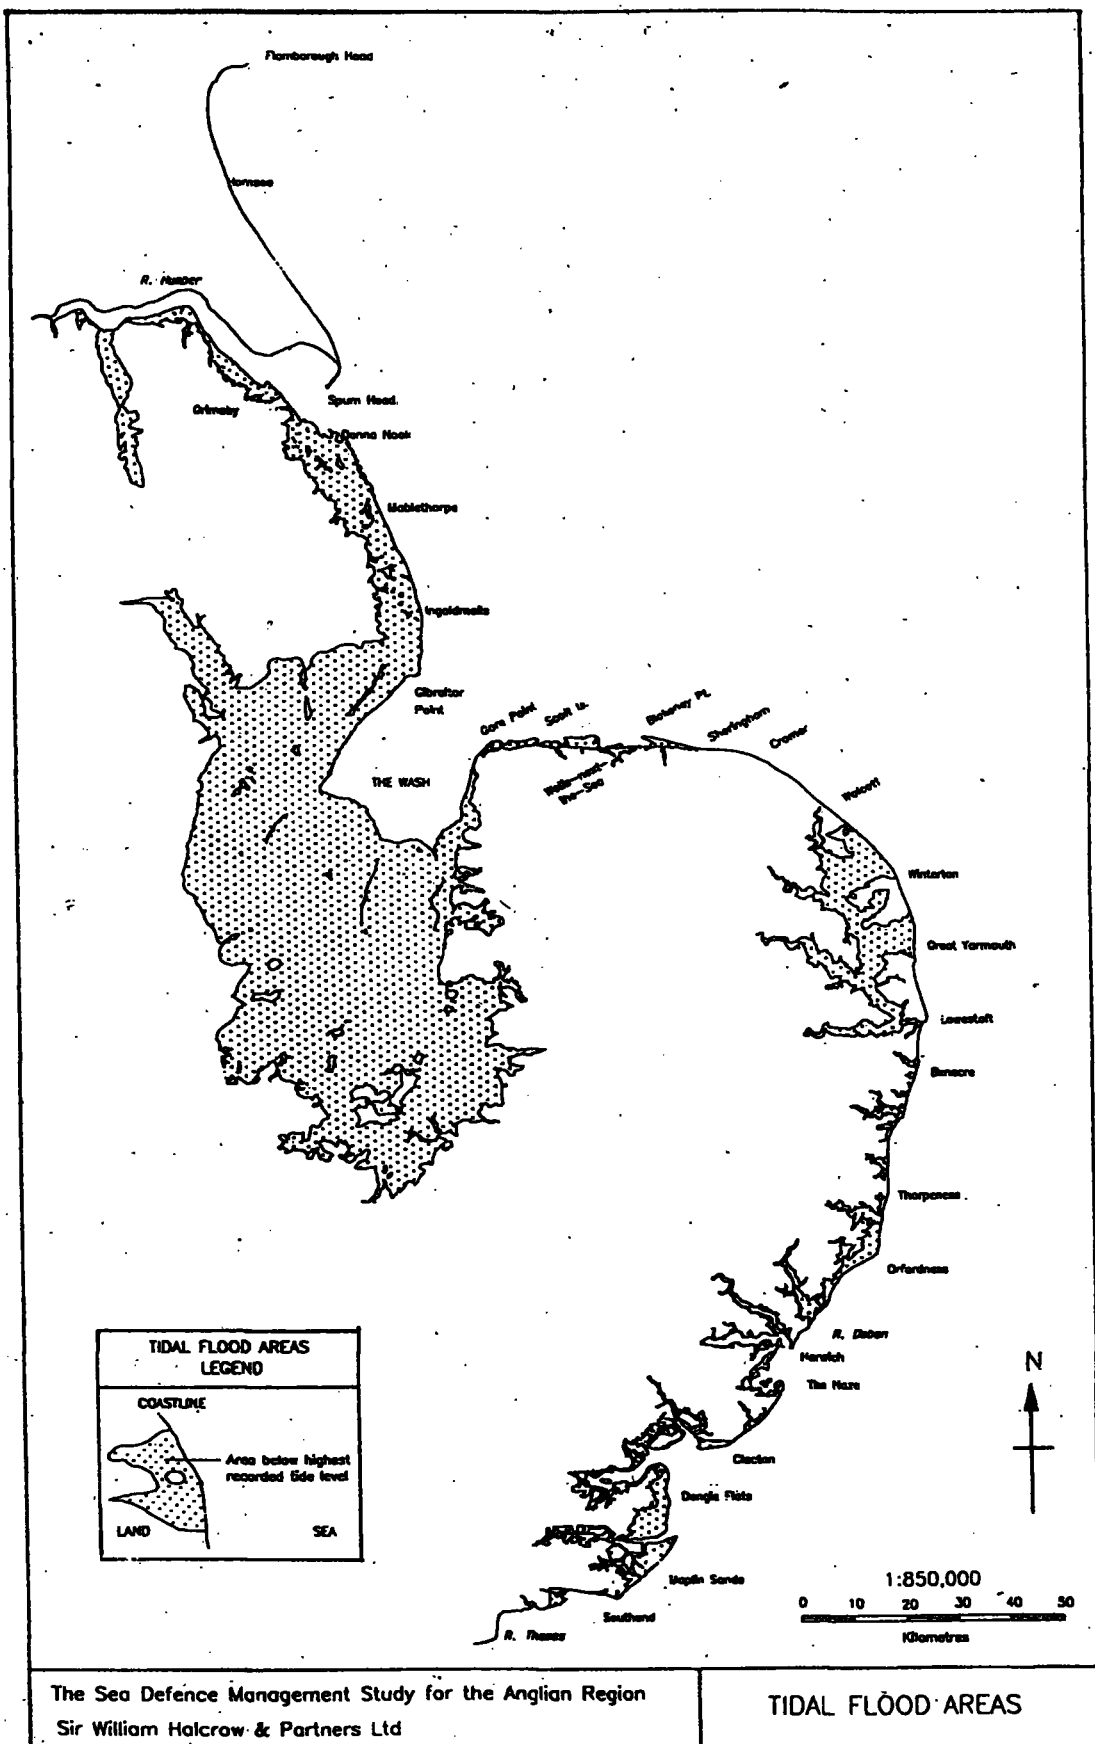 Flamborough Head
Hornsea
R. Humber
Grimsby
Spurn Head.
Donna Nook
Mablethorpe
Ingoldmells
Gibraltar
Point
Gore Point
Scolt Is.
Blakeney Pt.
Sheringham
Cromer
THE WASH
Wells-next-
the-Sea
Walcott
Winterton
Great Yarmouth
Lowestoft
Benacre
Thorpeness
Orfordness
R. Deben
Harwich
The Naze
Clacton
Dengie Flats
Maplin Sands
Southend
R. Thames
TIDAL FLOOD AREAS
LEGEND
COASTLINE
Area below highest
recorded tide level
LAND
SEA
N
1:850,000
0 10 20 30 40 50
Kilometres
The Sea Defence Management Study for the Anglian Region
Sir William Halcrow & Partners Ltd
TIDAL FLOOD AREAS